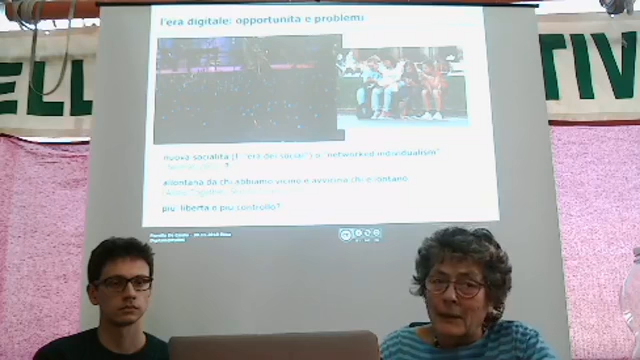 l'era digitale: opportunità e problemi
ELL
TIV
nuova socialità (l' "era dei social") o "networked individualism"
?
allontana da chi abbiamo vicino e avvicina chi è lontano
più libertà o più controllo?